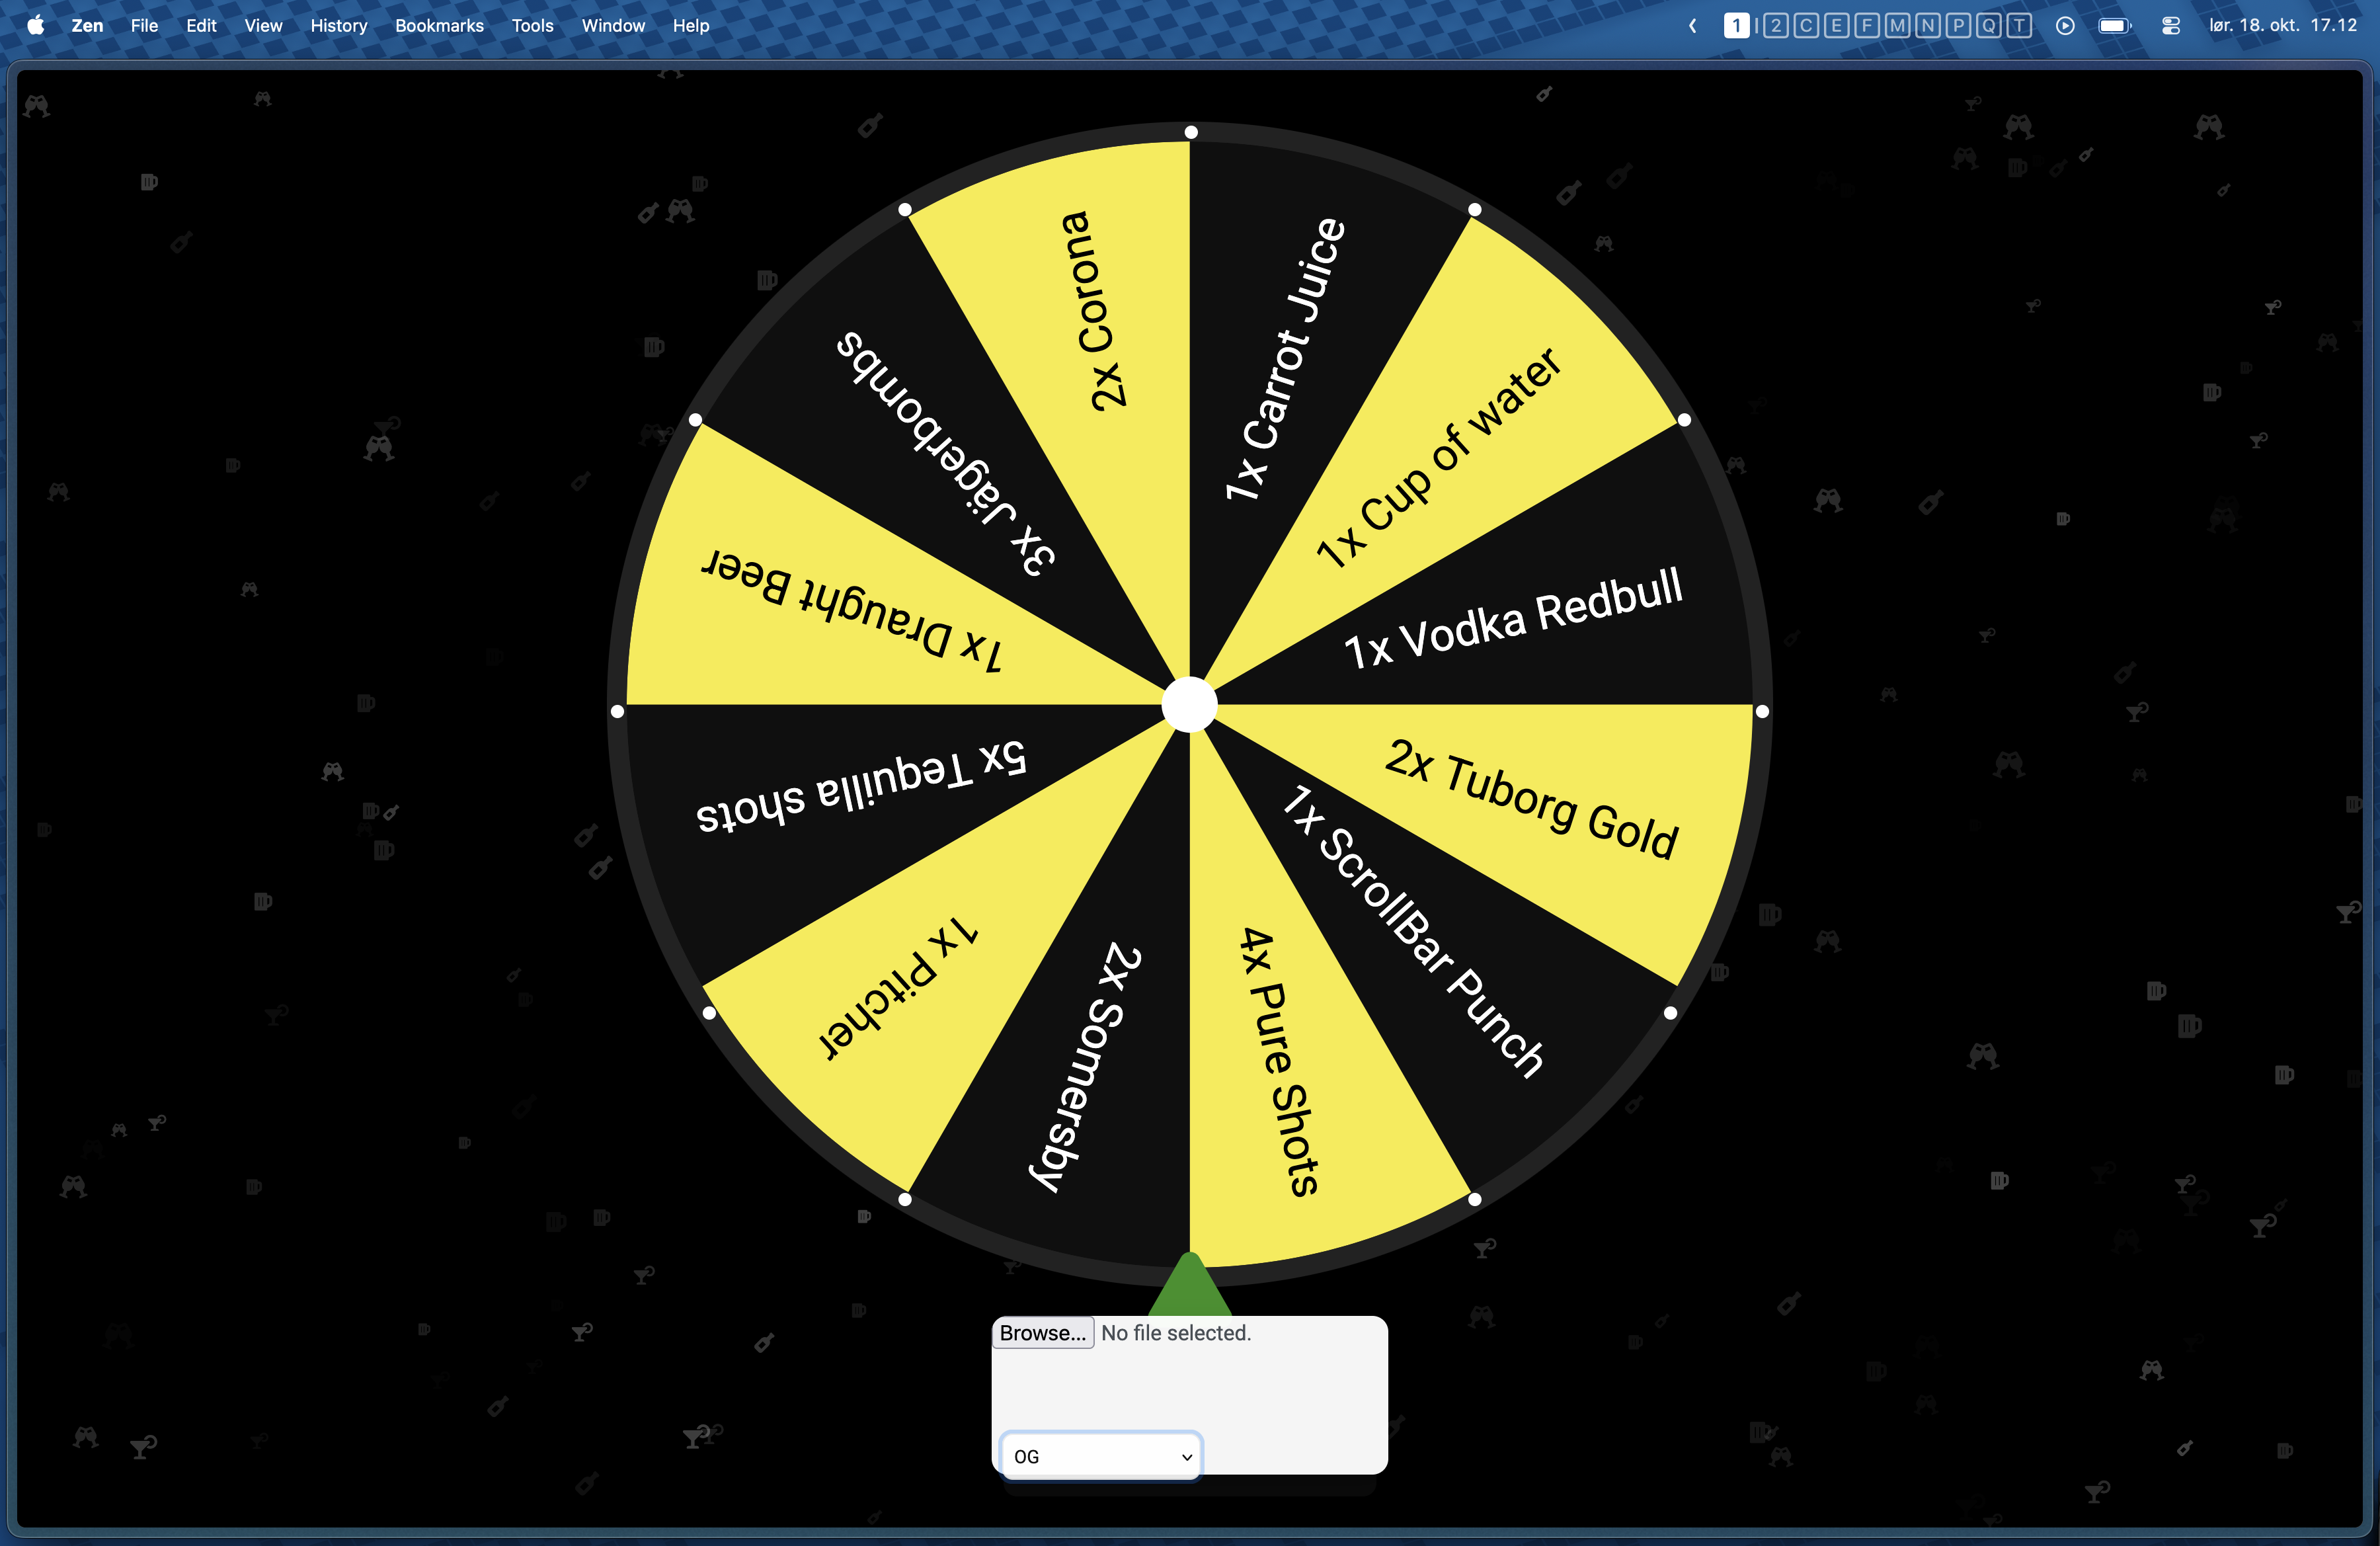 Zen File Edit View History Bookmarks Tools Window Help
1 2 C E F M N P Q T
lør. 18. okt. 17.12
1x Carrot Juice
1x Cup of water
1x Vodka Redbull
2x Tuborg Gold
1x ScrollBar Punch
4x Pure Shots
2x Somersby
1x Pitcher
5x Tequilla shots
1x Draught Beer
3x Jägerbombs
2x Corona
Browse... No file selected.
OG